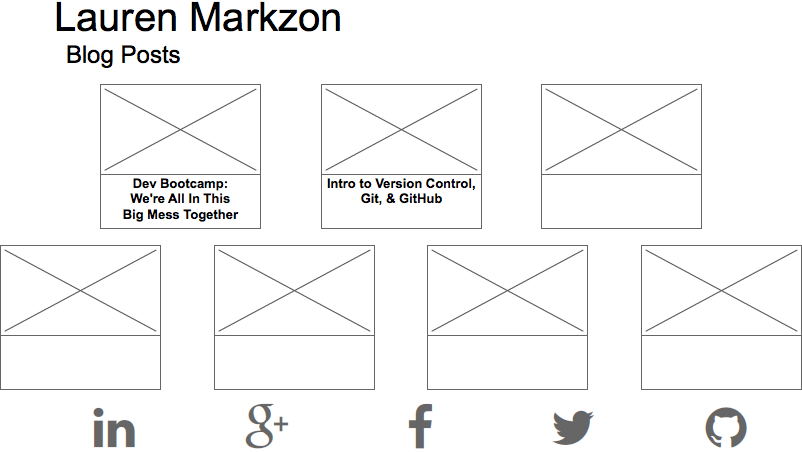 Lauren Markzon
Blog Posts
Dev Bootcamp:
We're All In This
Big Mess Together
Intro to Version Control,
Git, & GitHub
in
g+
f